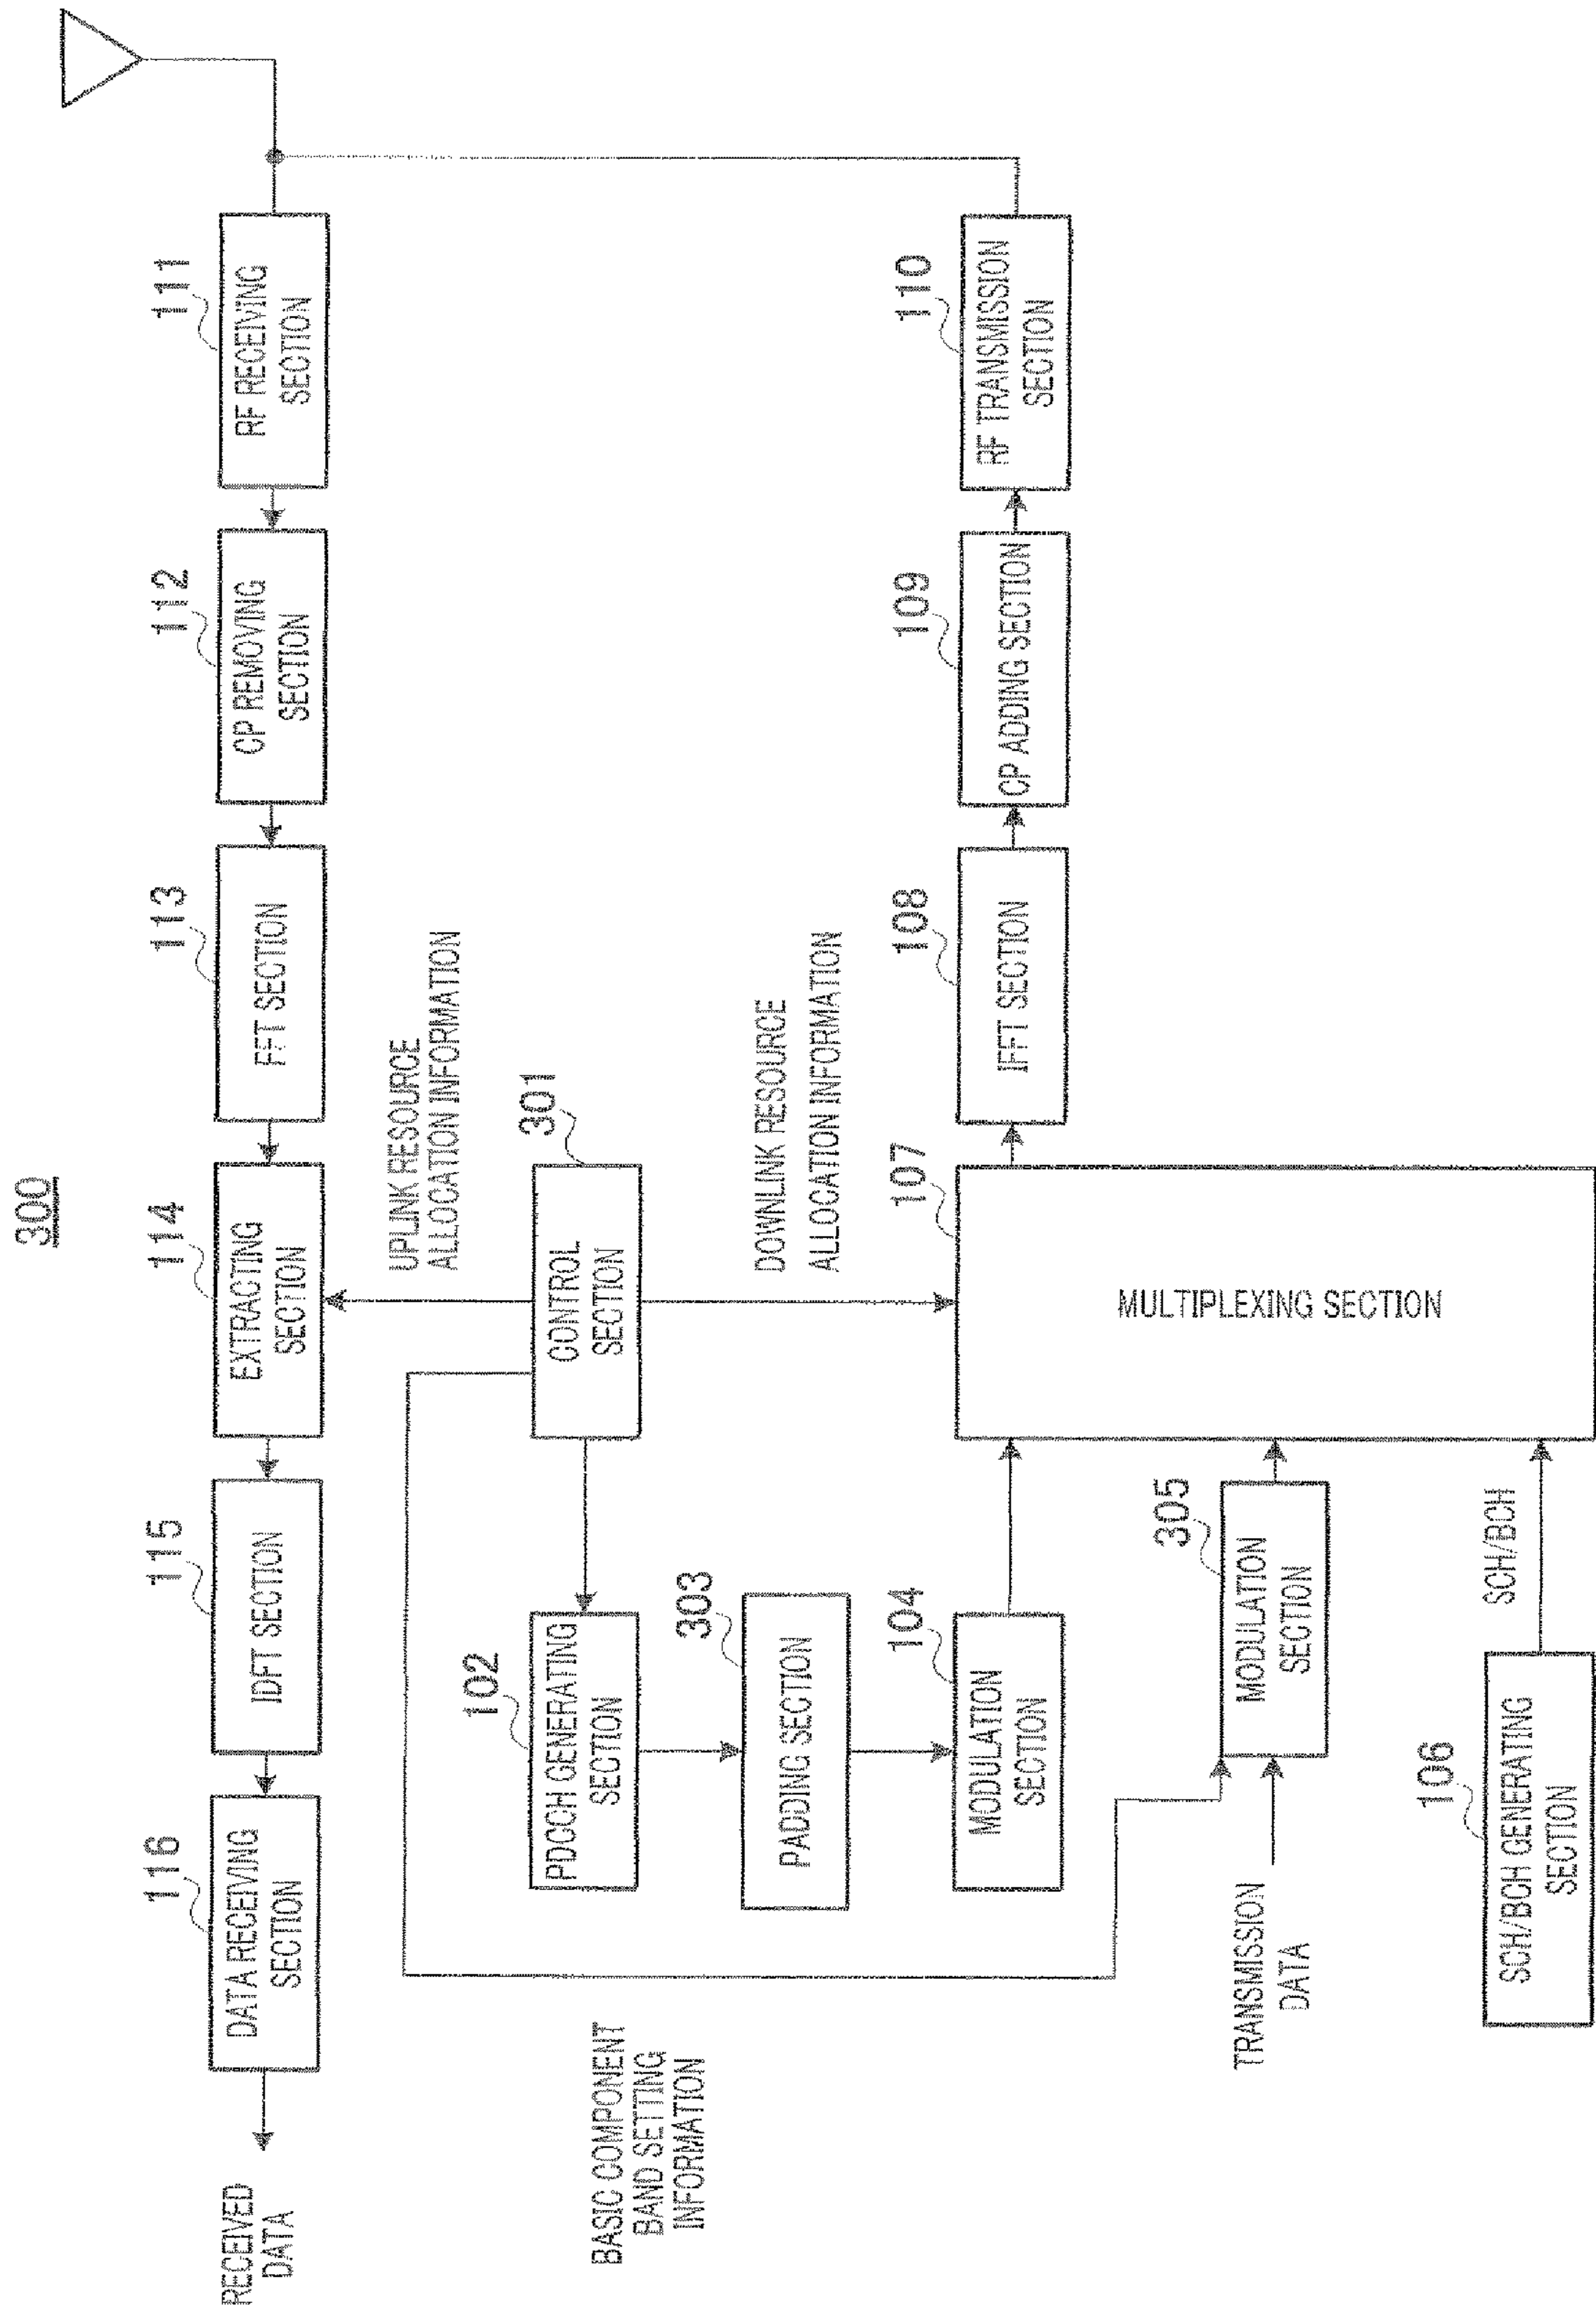 300
RECEIVED
DATA
116
DATA RECEIVING
SECTION
115
IDFT SECTION
114
EXTRACTING
SECTION
113
FFT SECTION
112
CP REMOVING
SECTION
111
RF RECEIVING
SECTION
UPLINK RESOURCE
ALLOCATION INFORMATION
301
CONTROL
SECTION
BASIC COMPONENT
BAND SETTING
INFORMATION
102
PDCCH GENERATING
SECTION
303
PADDING SECTION
104
MODULATION
SECTION
DOWNLINK RESOURCE
ALLOCATION INFORMATION
107
MULTIPLEXING SECTION
108
IFFT SECTION
109
CP ADDING SECTION
110
RF TRANSMISSION
SECTION
TRANSMISSION
DATA
305
MODULATION
SECTION
106
SCH/BCH GENERATING
SECTION
SCH/BCH